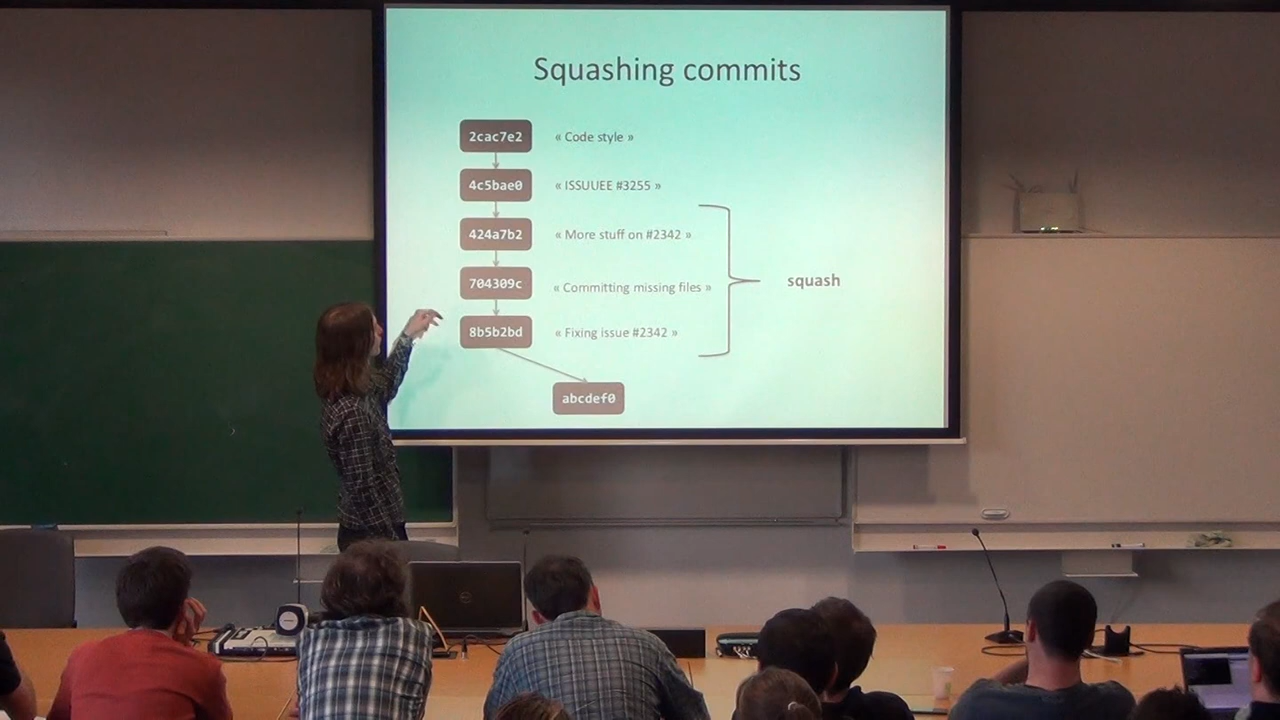 Squashing commits
2cac7e2 « Code style »
4c5bae0 « ISSUUEE #3255 »
424a7b2 « More stuff on #2342 »
704309c « Committing missing files »
squash
8b5b2bd « Fixing issue #2342 »
abcdef0